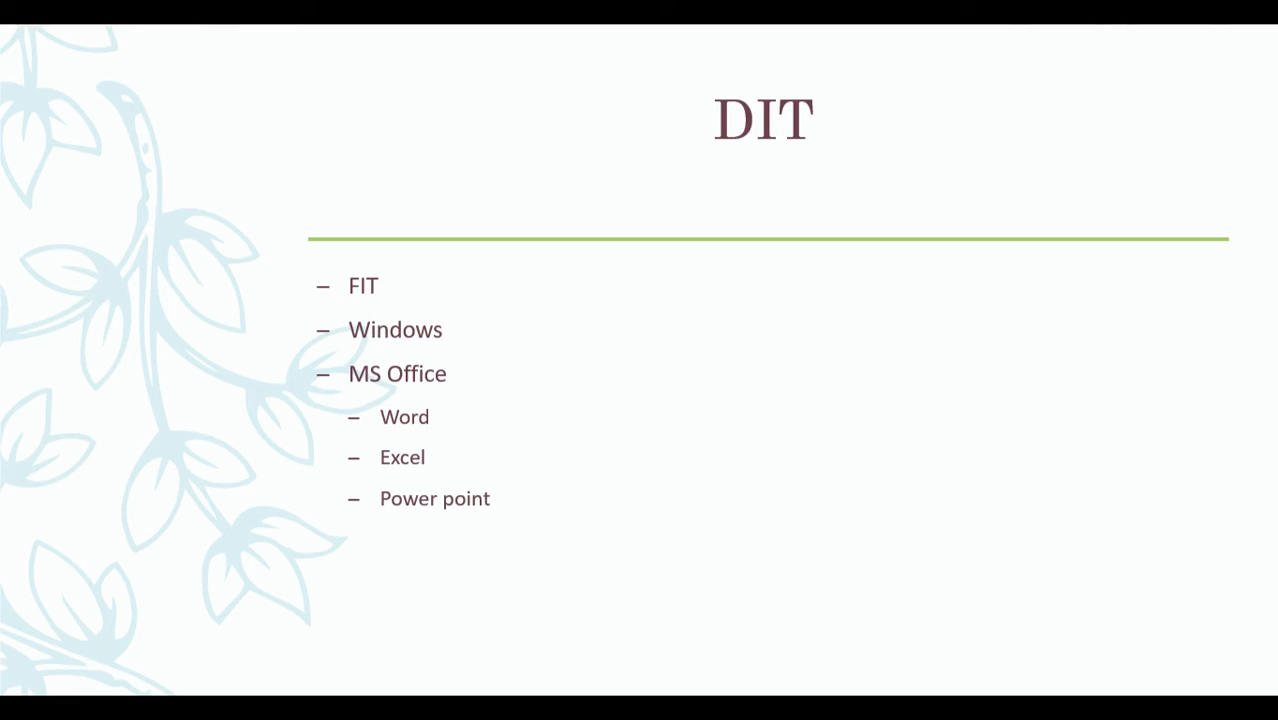 DIT
– FIT
– Windows
– MS Office
– Word
– Excel
– Power point